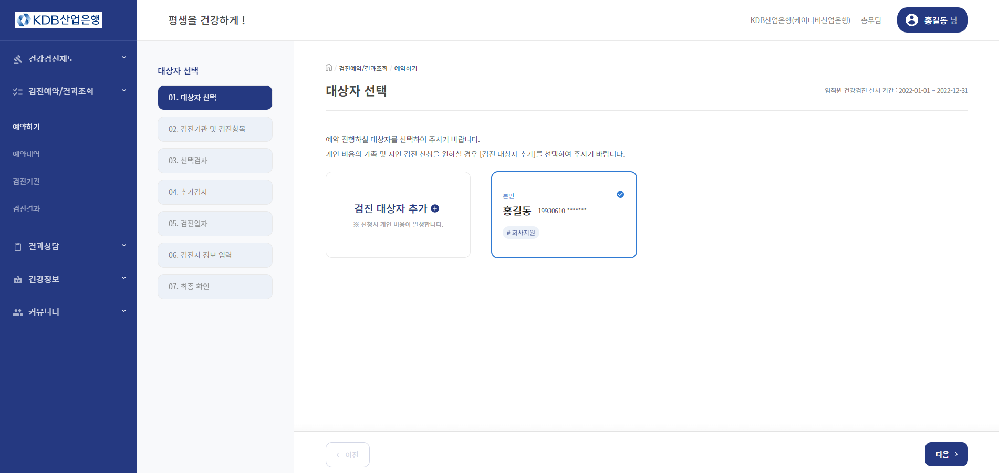 KDB산업은행
평생을 건강하게 !
KDB산업은행(케이디비산업은행) 총무팀 홍길동 님
건강검진제도
검진예약/결과조회
예약하기
예약내역
검진기관
검진결과
결과상담
건강정보
커뮤니티
대상자 선택
01. 대상자 선택
02. 검진기관 및 검진항목
03. 선택검사
04. 추가검사
05. 검진일자
06. 검진자 정보 입력
07. 최종 확인
/ 검진예약/결과조회 / 예약하기
대상자 선택
임직원 건강검진 실시 기간 : 2022-01-01 ~ 2022-12-31
예약 진행하실 대상자를 선택하여 주시기 바랍니다.
개인 비용의 가족 및 지인 검진 신청을 원하실 경우 [검진 대상자 추가]를 선택하여 주시기 바랍니다.
검진 대상자 추가
※ 신청시 개인 비용이 발생합니다.
본인
홍길동 19930610-*******
# 회사지원
이전
다음